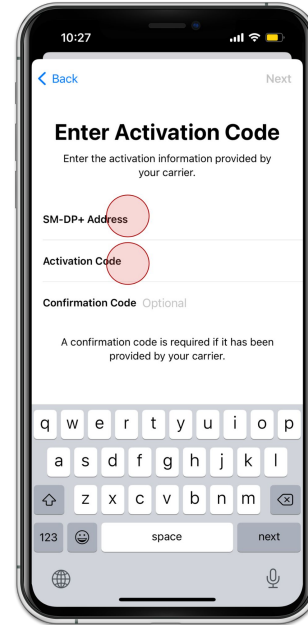 10:27
Back Next
Enter Activation Code
Enter the activation information provided by
your carrier.
SM-DP+ Address
Activation Code
Confirmation Code Optional
A confirmation code is required if it has been
provided by your carrier.
q w e r t y u i o p
a s d f g h j k l
z x c v b n m
123 space next